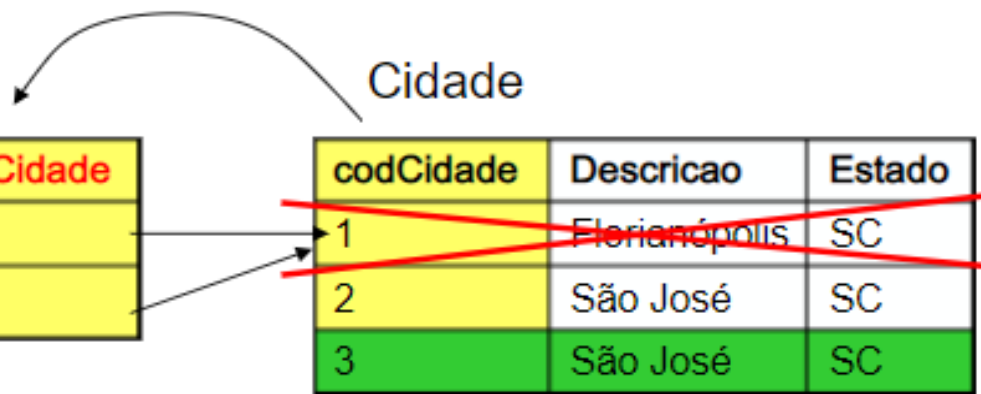 Cidade
Cidade
codCidade Descricao Estado
1 Florianópolis SC
2 São José SC
3 São José SC